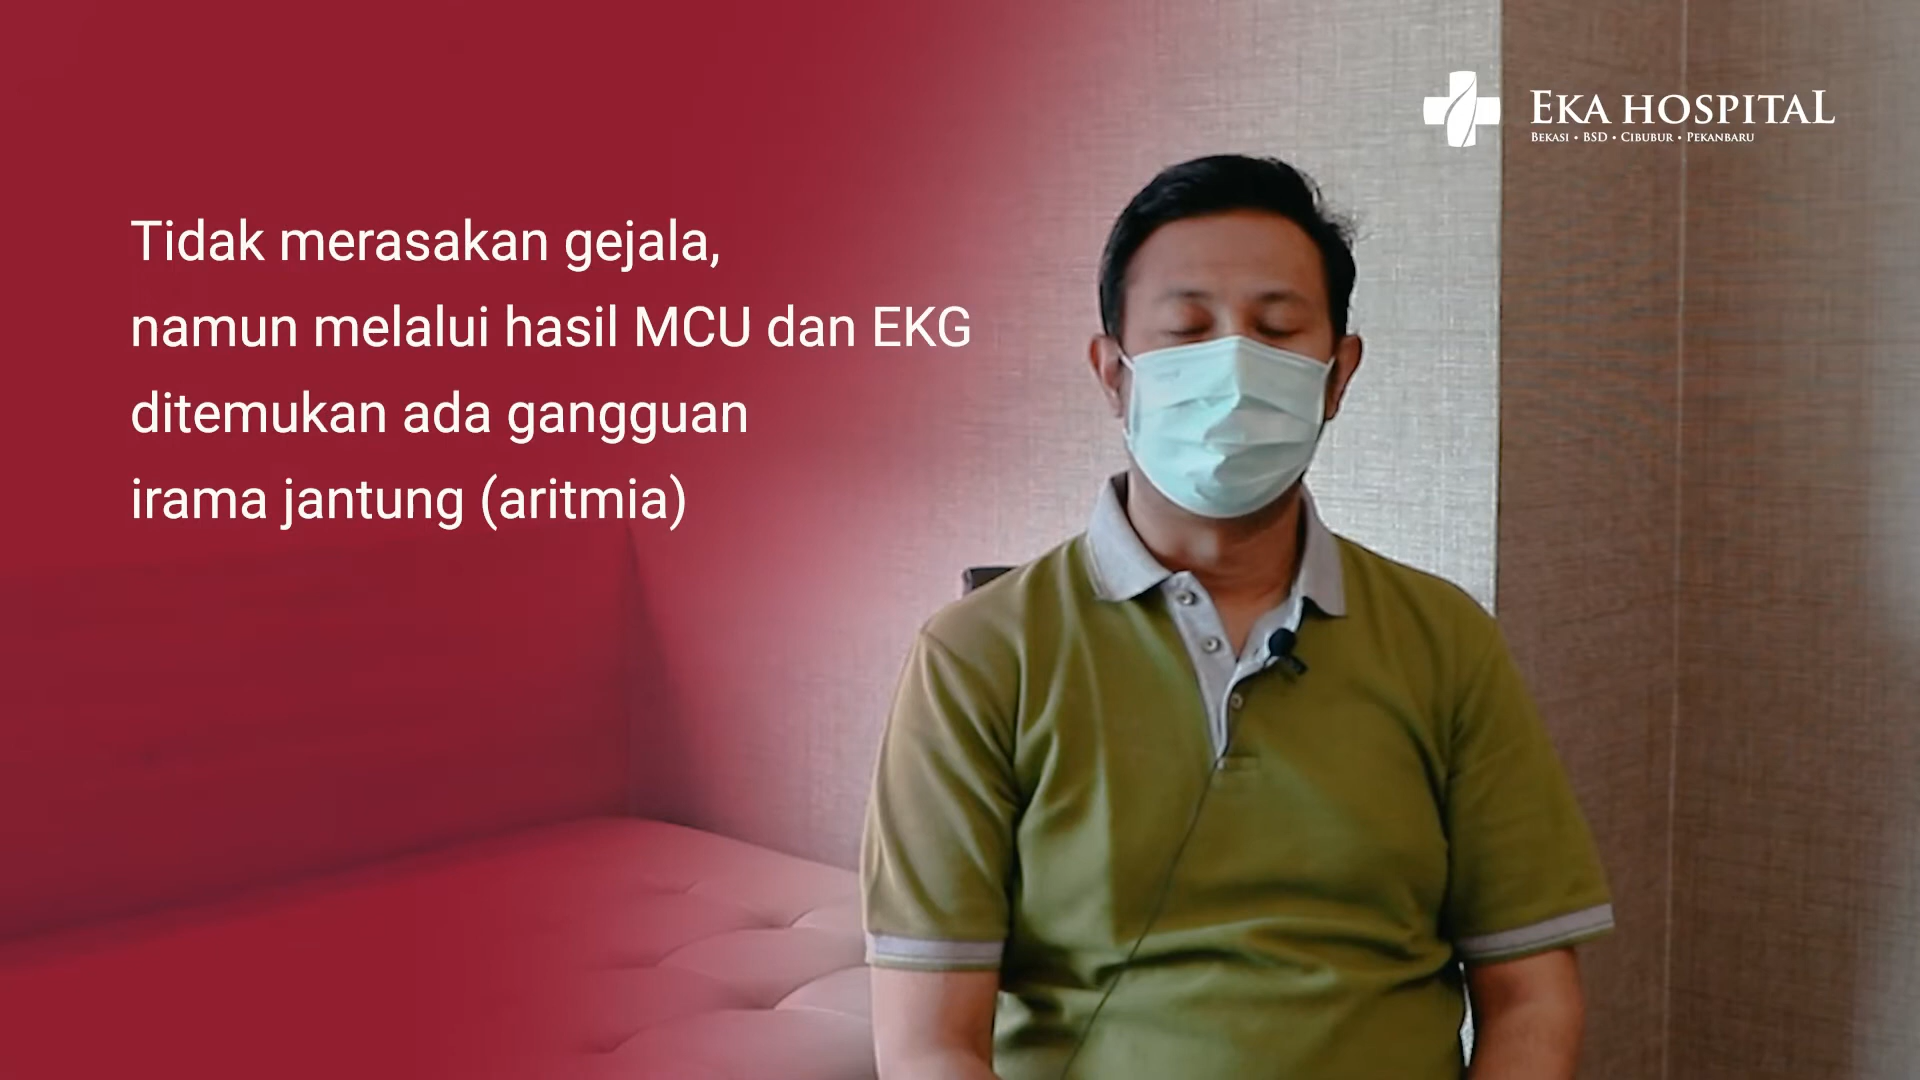 EKA HOSPITAL
BEKASI • BSD • CIBUBUR • PEKANBARU
Tidak merasakan gejala,
namun melalui hasil MCU dan EKG
ditemukan ada gangguan
irama jantung (aritmia)